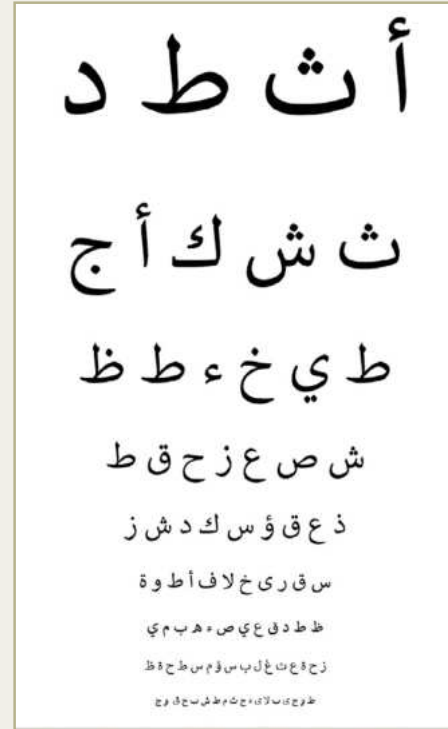 أ ث ط د
ث ش ك أ ج
ط ي خ ء ط ظ
ش ص ع ز ح ق ط
ذ ع ق ؤ س ك د ش ز
س ق ر ى خ لا ف أ ط و ة
ظ ط د ق ع ي ص ء ه ب م ي